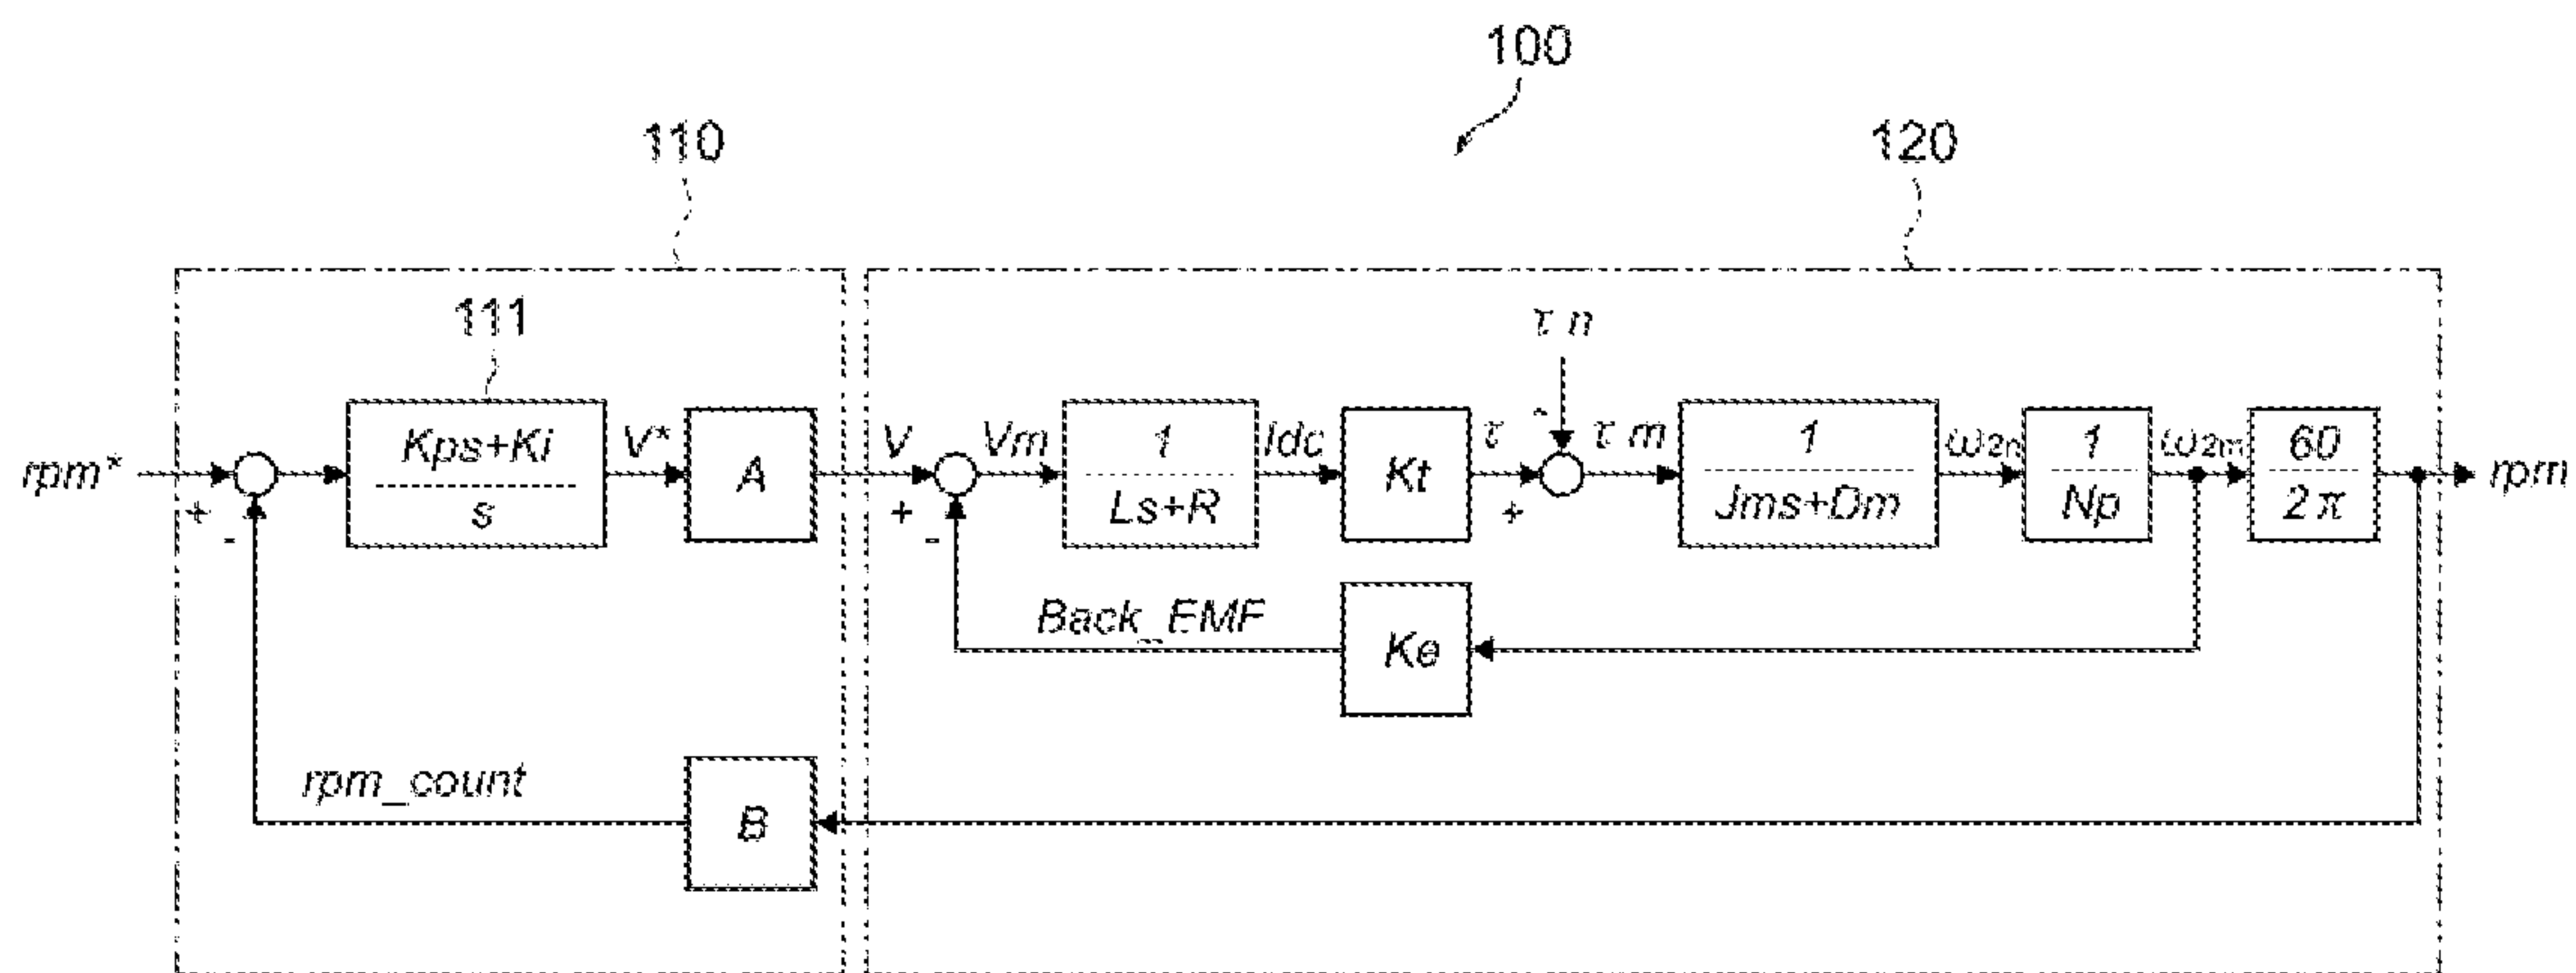 100
110
120
111
τ n
rpm*
+
-
Kps+Ki
s
V*
A
V
+
-
Vm
1
Ls+R
Idc
Kt
τ
+
-
τ m
1
Jms+Dm
ω2n
1
Np
ω2m
60
2π
rpm
Back_EMF
Ke
rpm_count
B